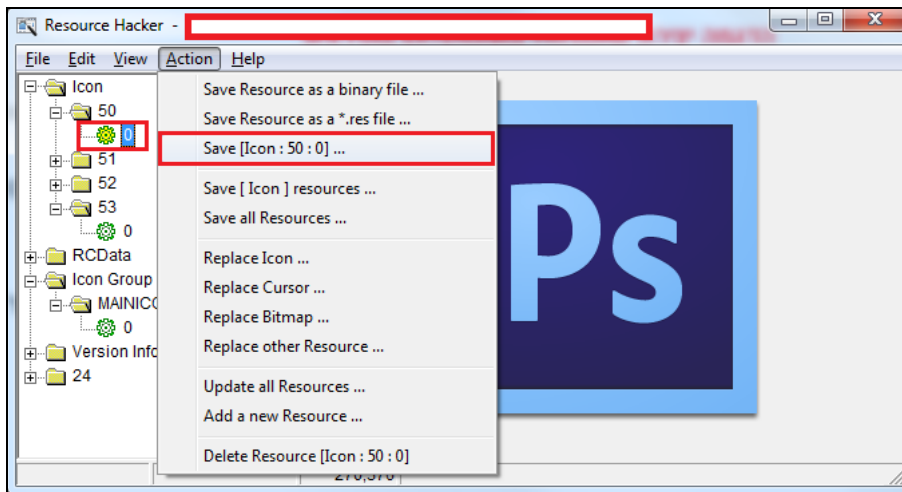 Resource Hacker -
File Edit View Action Help
Icon
50
0
51
52
53
0
RCData
Icon Group
0
Version Info
24
Save Resource as a binary file ...
Save Resource as a *.res file ...
Save [Icon : 50 : 0] ...
Save [ Icon ] resources ...
Save all Resources ...
Replace Icon ...
Replace Cursor ...
Replace Bitmap ...
Replace other Resource ...
Update all Resources ...
Add a new Resource ...
Delete Resource [Icon : 50 : 0]
Ps